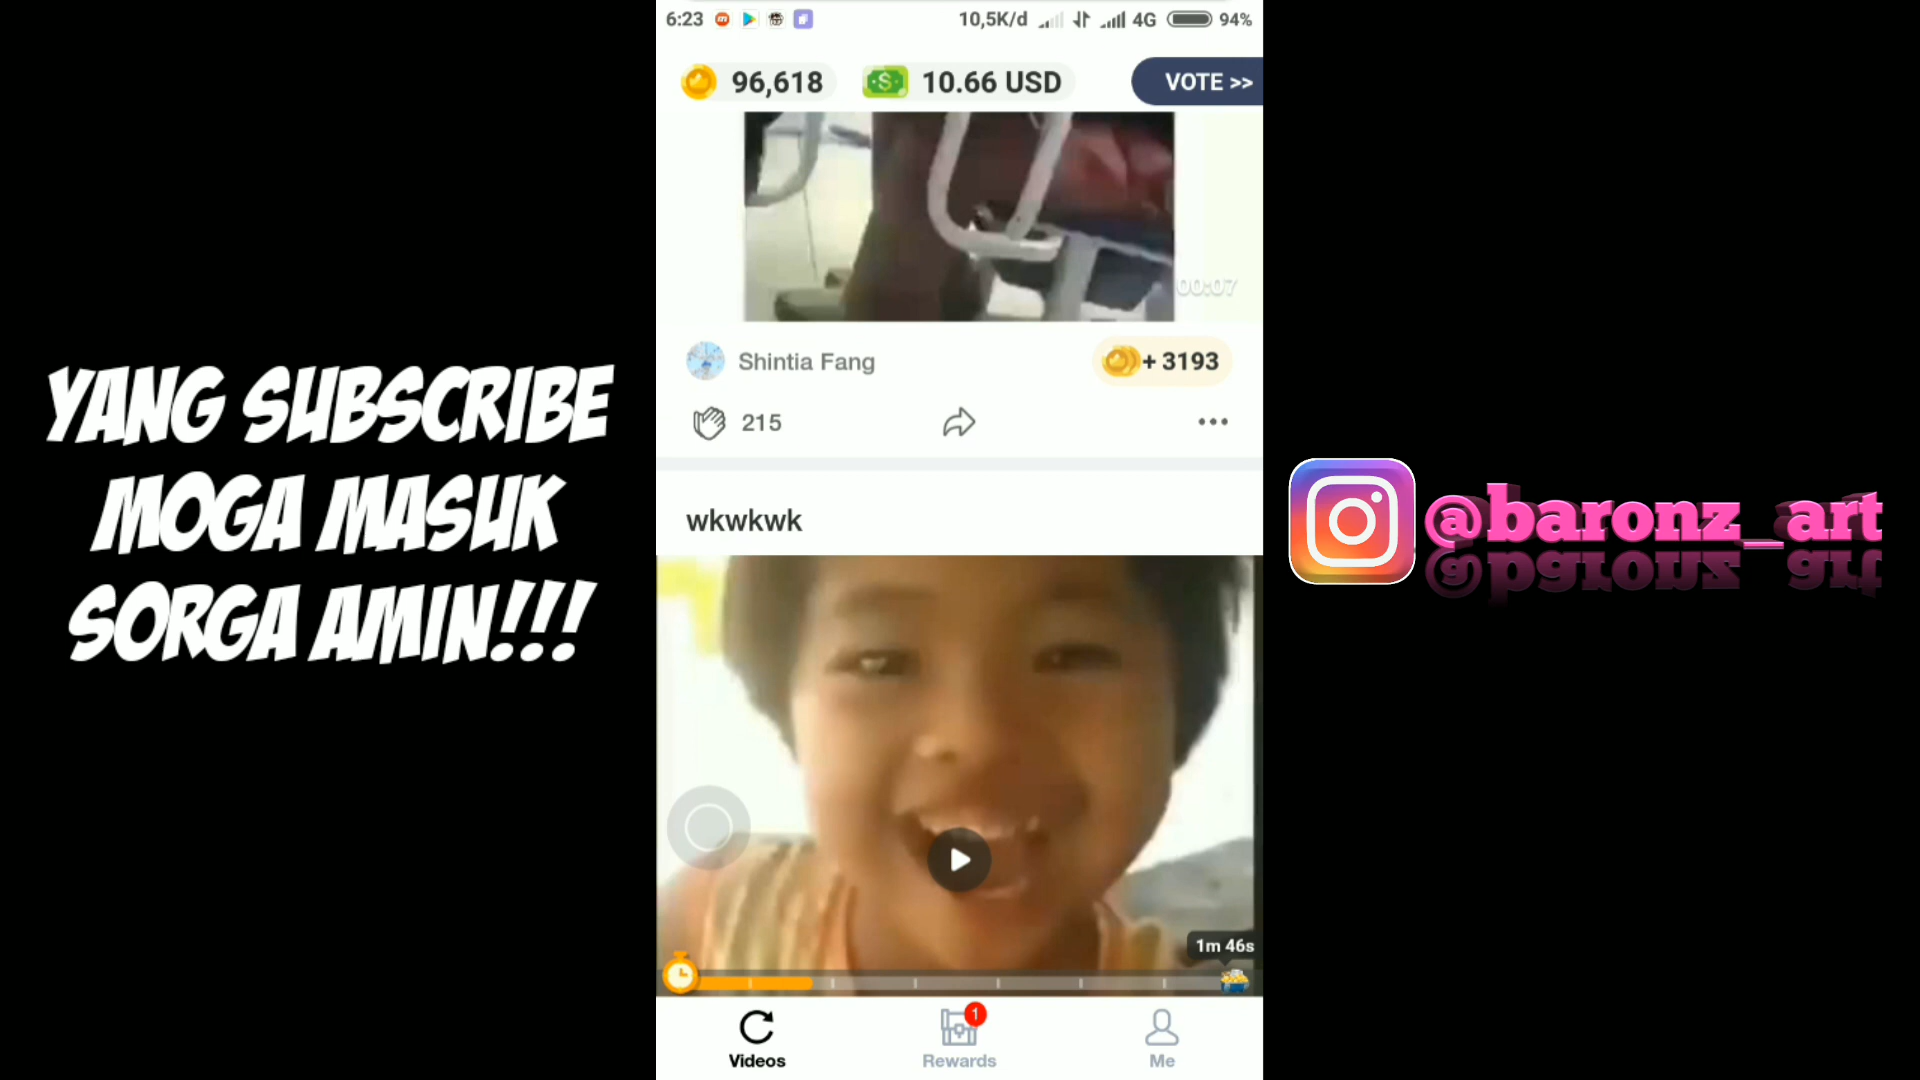 6:23 10,5K/d 4G 94%
96,618 10.66 USD VOTE >>
00:07
Shintia Fang + 3193
215
wkwkwk
YANG SUBSCRIBE
MOGA MASUK
SORGA AMIN!!!
@baronz_art
1m 46s
1
Videos Rewards Me